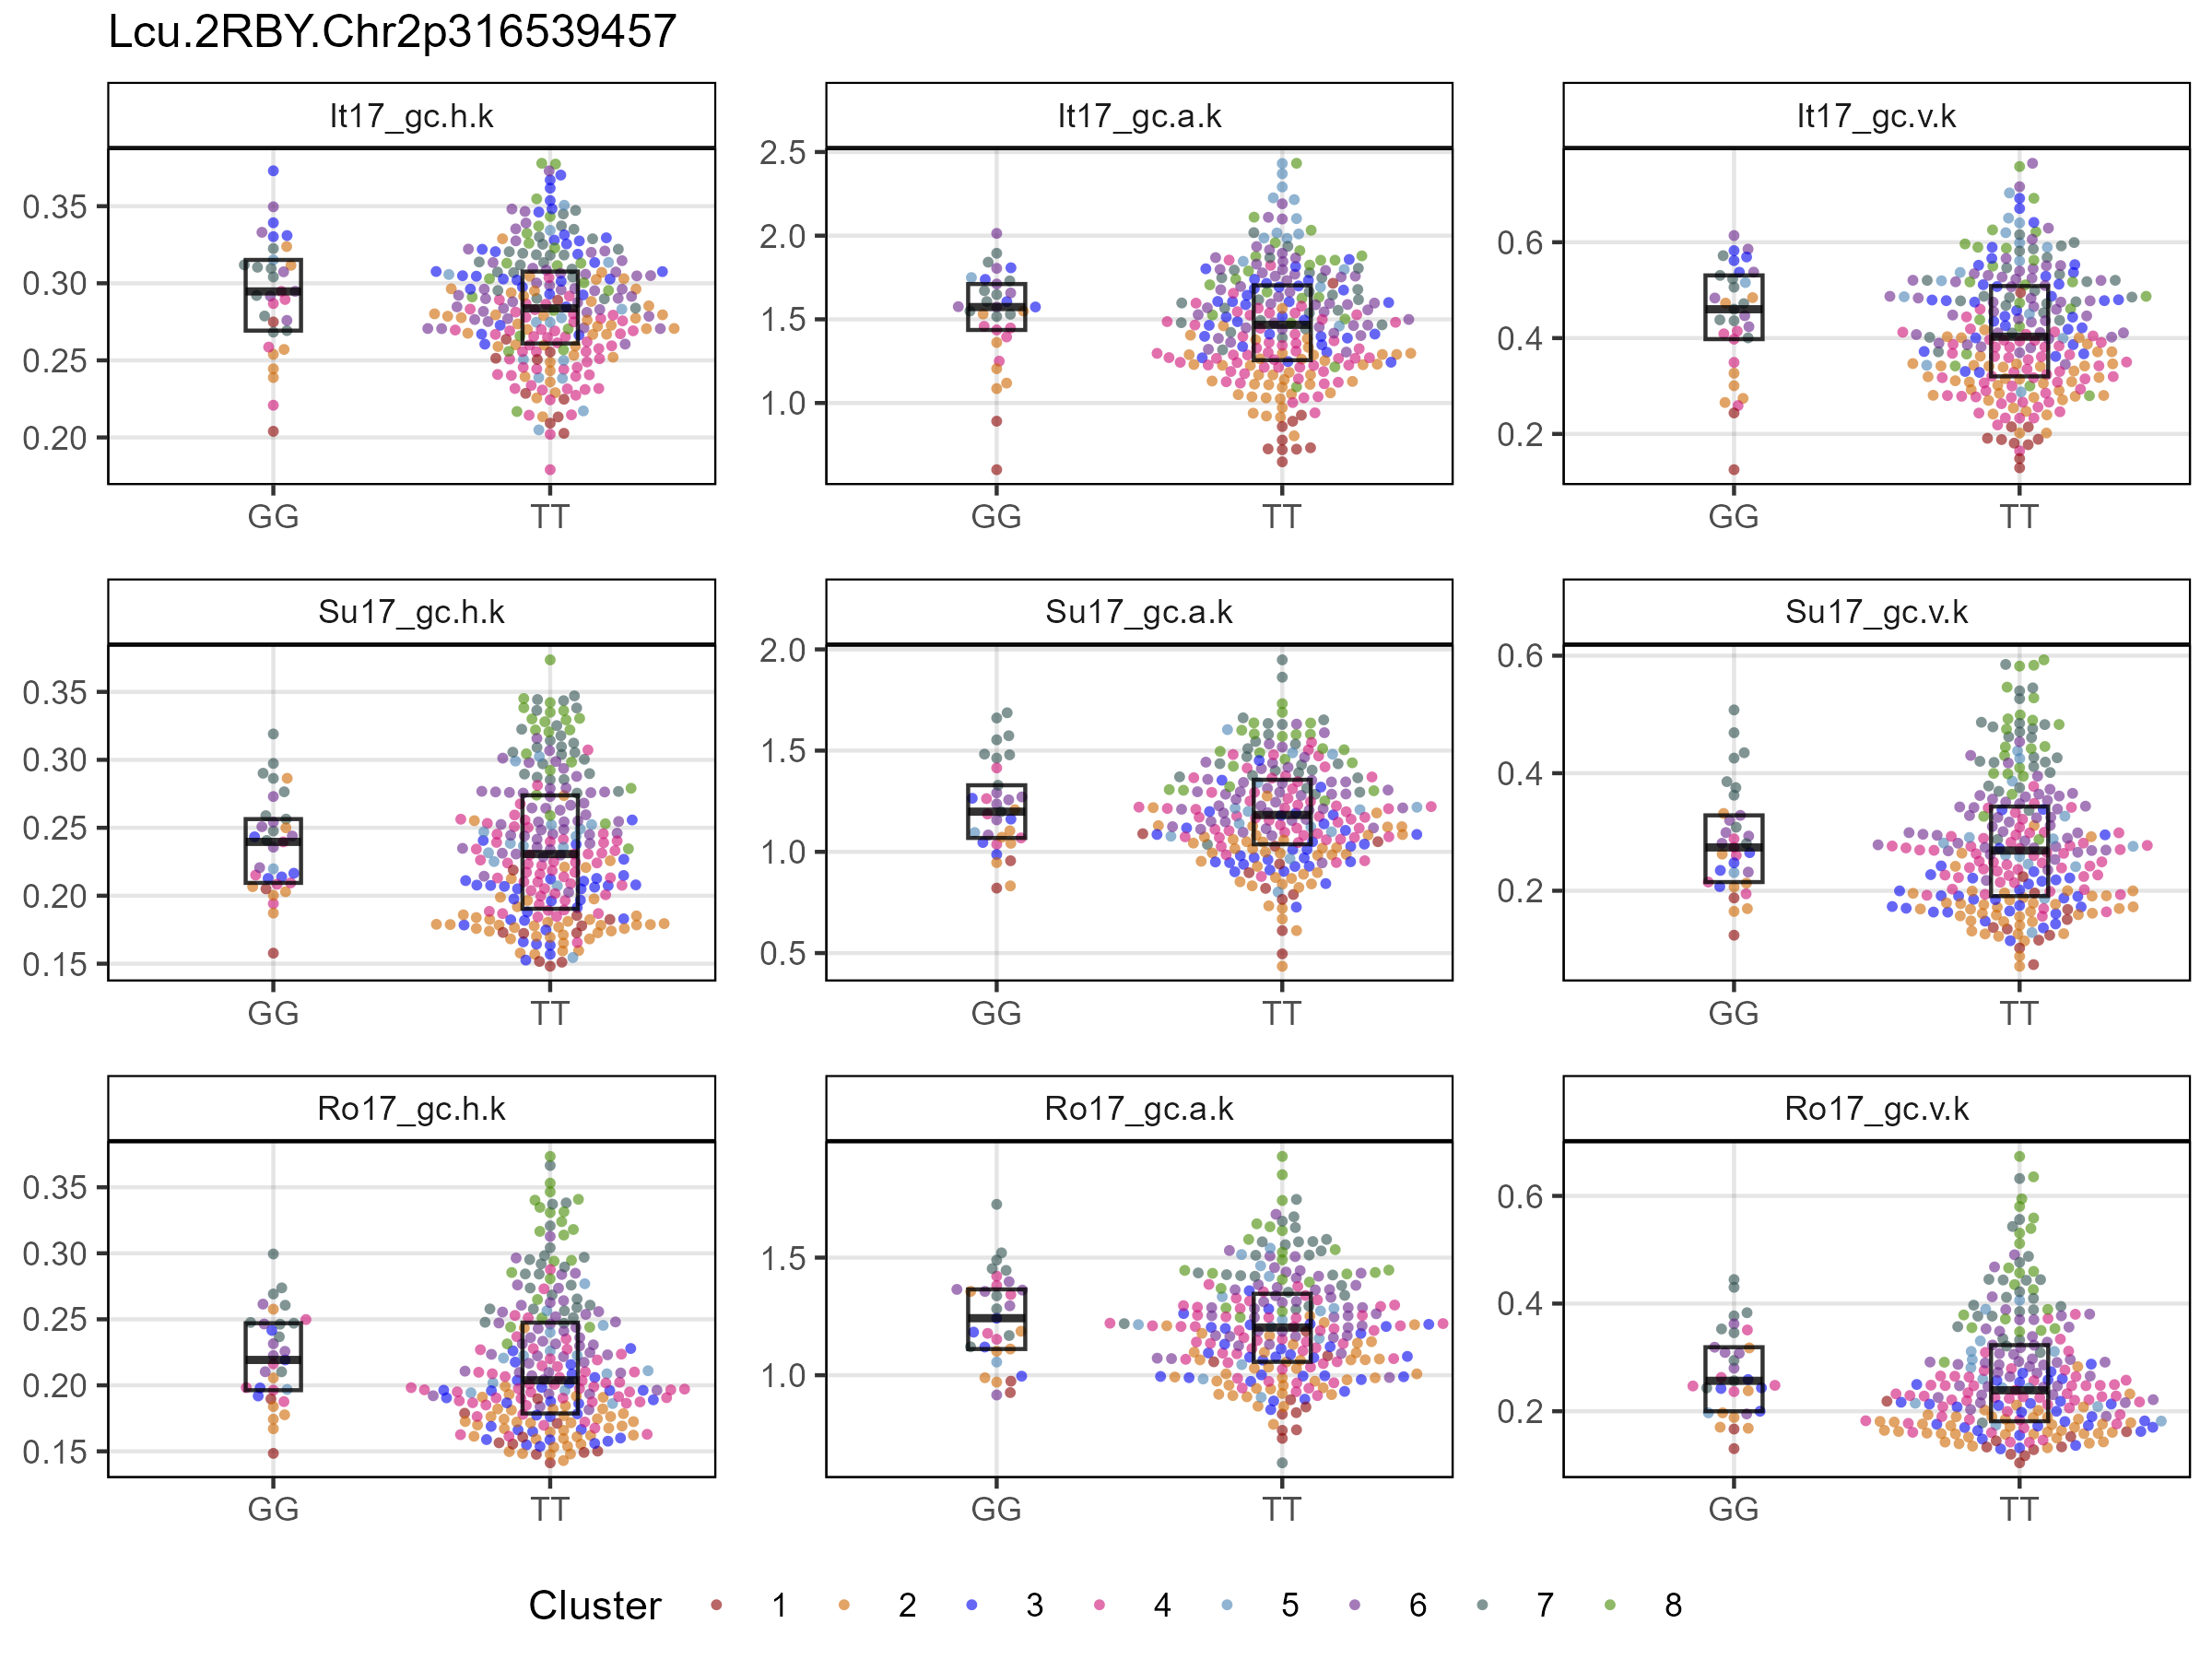 Lcu.2RBY.Chr2p316539457
It17_gc.h.k
It17_gc.a.k
It17_gc.v.k
0.35
0.30
0.25
0.20
GG TT
2.5
2.0
1.5
1.0
GG TT
0.6
0.4
0.2
GG TT
Su17_gc.h.k
Su17_gc.a.k
Su17_gc.v.k
0.35
0.30
0.25
0.20
0.15
GG TT
2.0
1.5
1.0
0.5
GG TT
0.6
0.4
0.2
GG TT
Ro17_gc.h.k
Ro17_gc.a.k
Ro17_gc.v.k
0.35
0.30
0.25
0.20
0.15
GG TT
1.5
1.0
GG TT
0.6
0.4
0.2
GG TT
Cluster 1 2 3 4 5 6 7 8